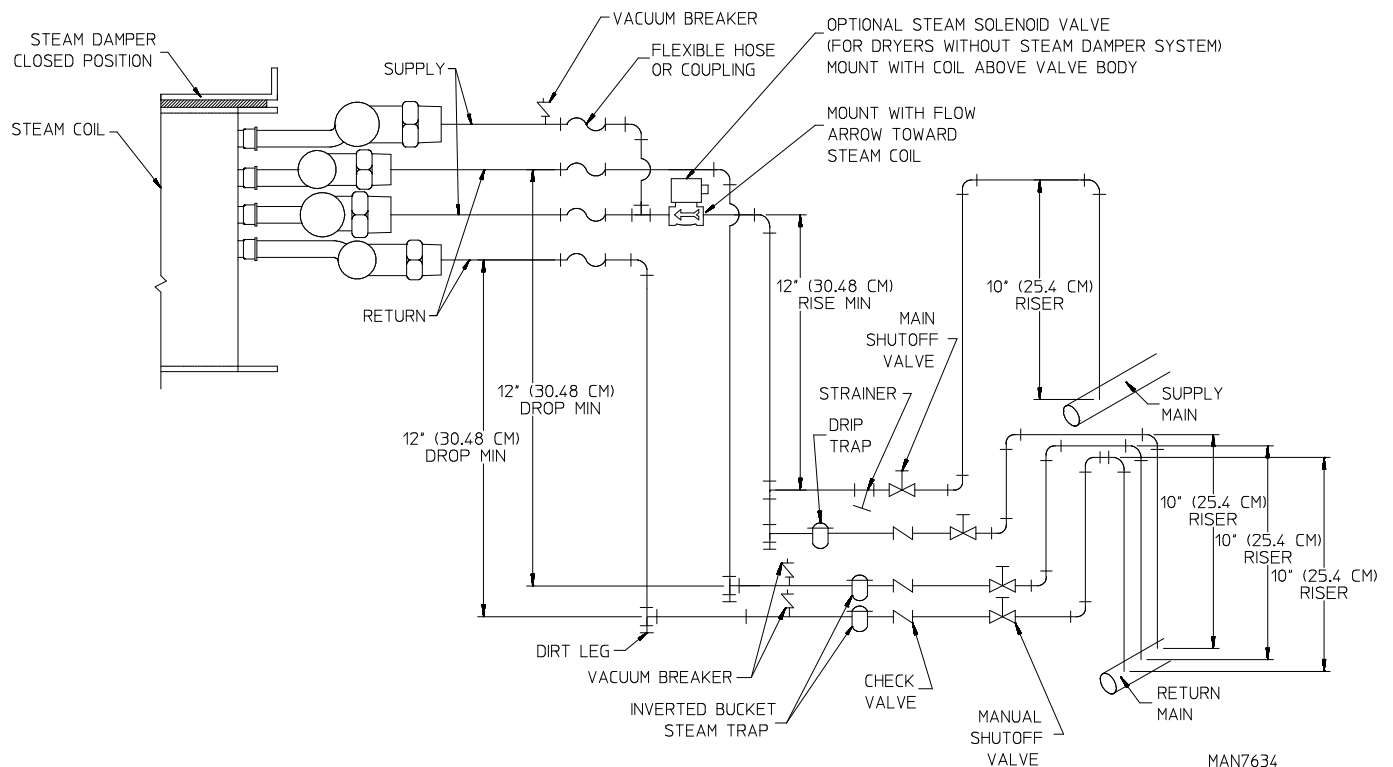 VACUUM BREAKER
OPTIONAL STEAM SOLENOID VALVE
(FOR DRYERS WITHOUT STEAM DAMPER SYSTEM)
MOUNT WITH COIL ABOVE VALVE BODY
STEAM DAMPER
CLOSED POSITION
FLEXIBLE HOSE
OR COUPLING
SUPPLY
MOUNT WITH FLOW
ARROW TOWARD
STEAM COIL
STEAM COIL
12" (30.48 CM)
RISE MIN
10" (25.4 CM)
RISER
RETURN
MAIN
SHUTOFF
VALVE
12" (30.48 CM)
DROP MIN
STRAINER
SUPPLY
MAIN
DRIP
TRAP
12" (30.48 CM)
DROP MIN
10" (25.4 CM)
RISER
10" (25.4 CM)
RISER
10" (25.4 CM)
RISER
DIRT LEG
VACUUM BREAKER
CHECK
VALVE
RETURN
MAIN
INVERTED BUCKET
STEAM TRAP
MANUAL
SHUTOFF
VALVE
MAN7634